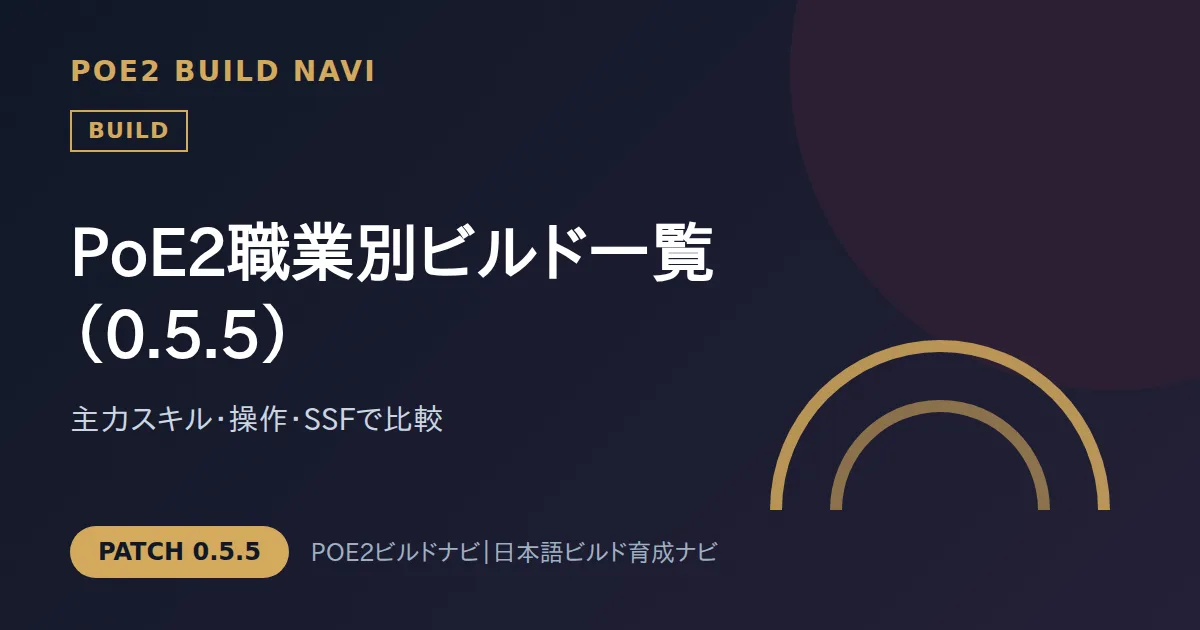 POE2 BUILD NAVI
BUILD
PoE2職業別ビルド一覧
（0.5.5）
主力スキル・操作・SSFで比較
PATCH 0.5.5
POE2ビルドナビ|日本語ビルド育成ナビ